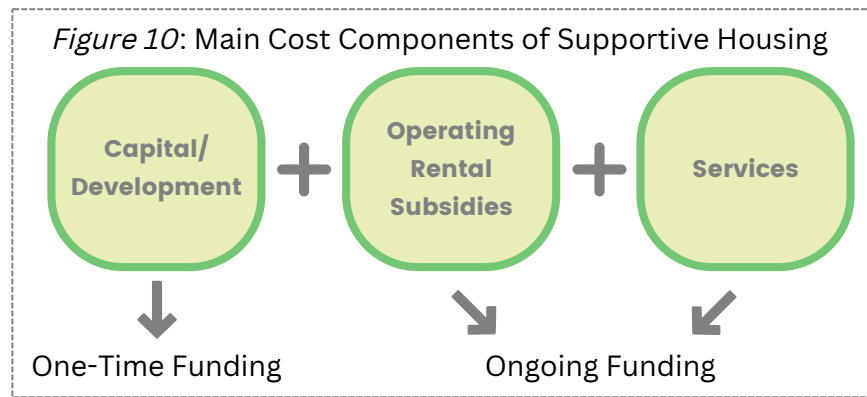 Figure 10: Main Cost Components of Supportive Housing
Capital/
Development
+
Operating
Rental
Subsidies
+
Services
One-Time Funding
Ongoing Funding